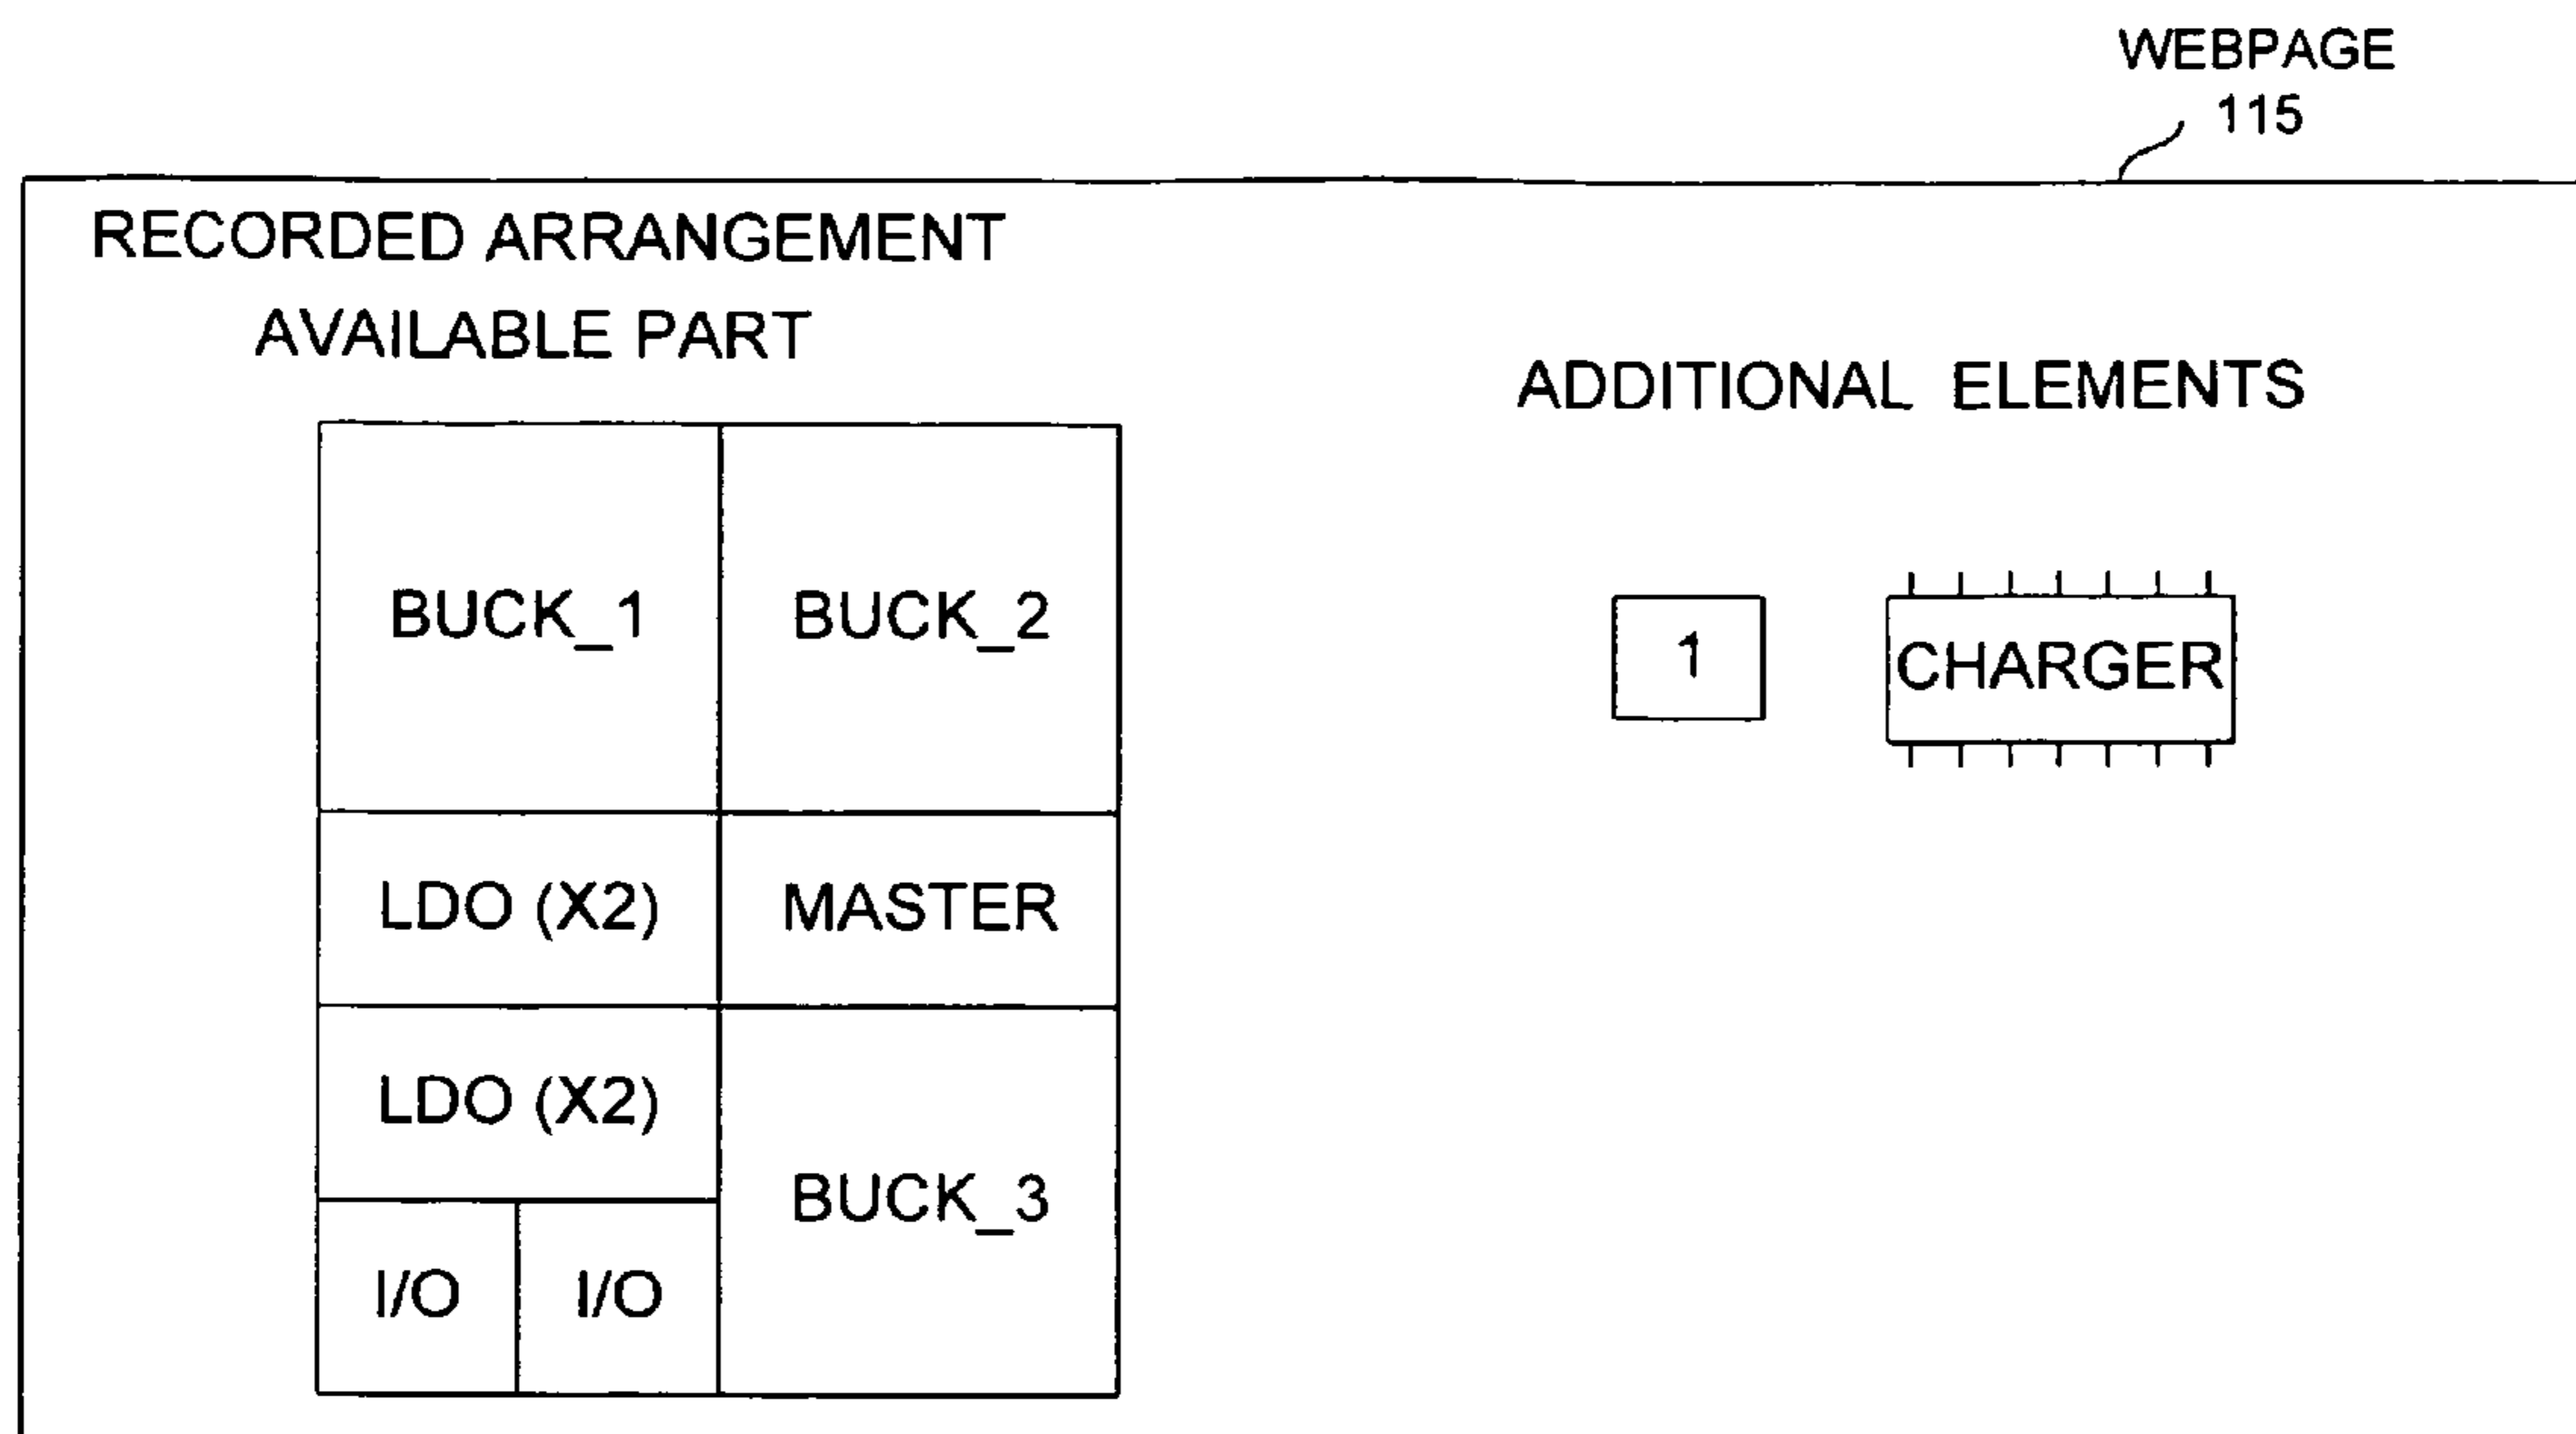 WEBPAGE
115
RECORDED ARRANGEMENT
AVAILABLE PART
ADDITIONAL ELEMENTS
BUCK_1
BUCK_2
1
CHARGER
LDO (X2)
MASTER
LDO (X2)
BUCK_3
I/O
I/O